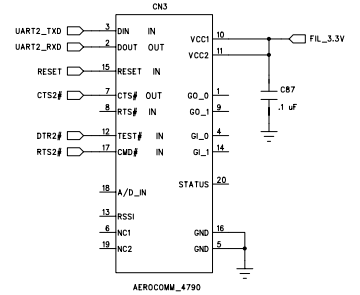 CN3
UART2_TXD 3 DIN IN VCC1 10 FIL_3.3V
UART2_RXD 2 DOUT OUT VCC2 11
RESET 15 RESET IN
CTS2# 7 CTS# OUT GO_0 1 C87
8 RTS# IN GO_1 9 .1 uF
DTR2# 12 TEST# IN GI_0 4
RTS2# 17 CMD# IN GI_1 14
18 A/D_IN STATUS 20
13 RSSI
6 NC1 GND 16
19 NC2 GND 5
AEROCOMM_4790